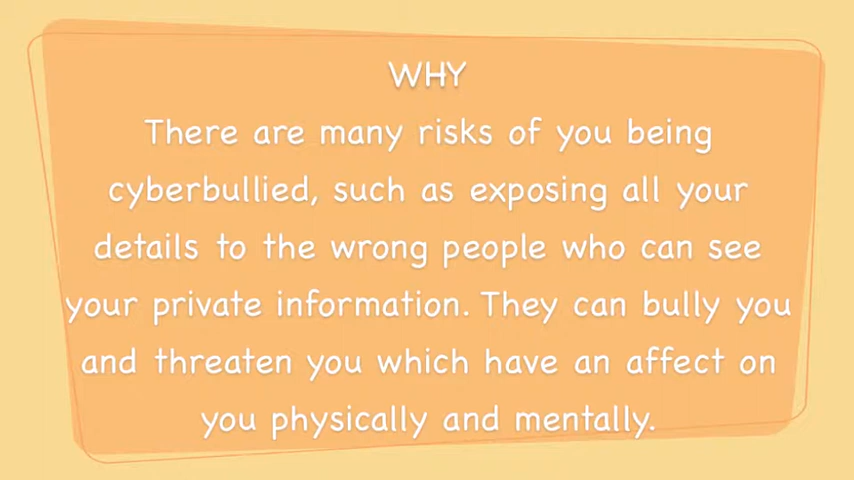 WHY
There are many risks of you being
cyberbullied, such as exposing all your
details to the wrong people who can see
your private information. They can bully you
and threaten you which have an affect on
you physically and mentally.